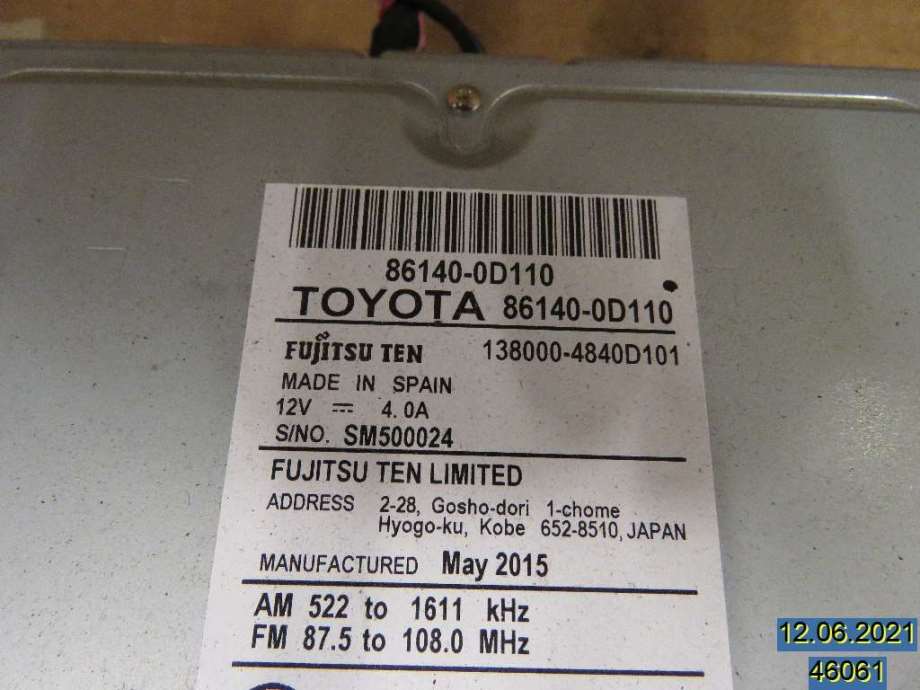 86140-0D110
TOYOTA 86140-0D110
FUJITSU TEN 138000-4840D101
MADE IN SPAIN
12V ⎓ 4.0A
S/NO. SM500024
FUJITSU TEN LIMITED
ADDRESS 2-28, Gosho-dori 1-chome
Hyogo-ku, Kobe 652-8510, JAPAN
MANUFACTURED May 2015
AM 522 to 1611 kHz
FM 87.5 to 108.0 MHz
12.06.2021
46061